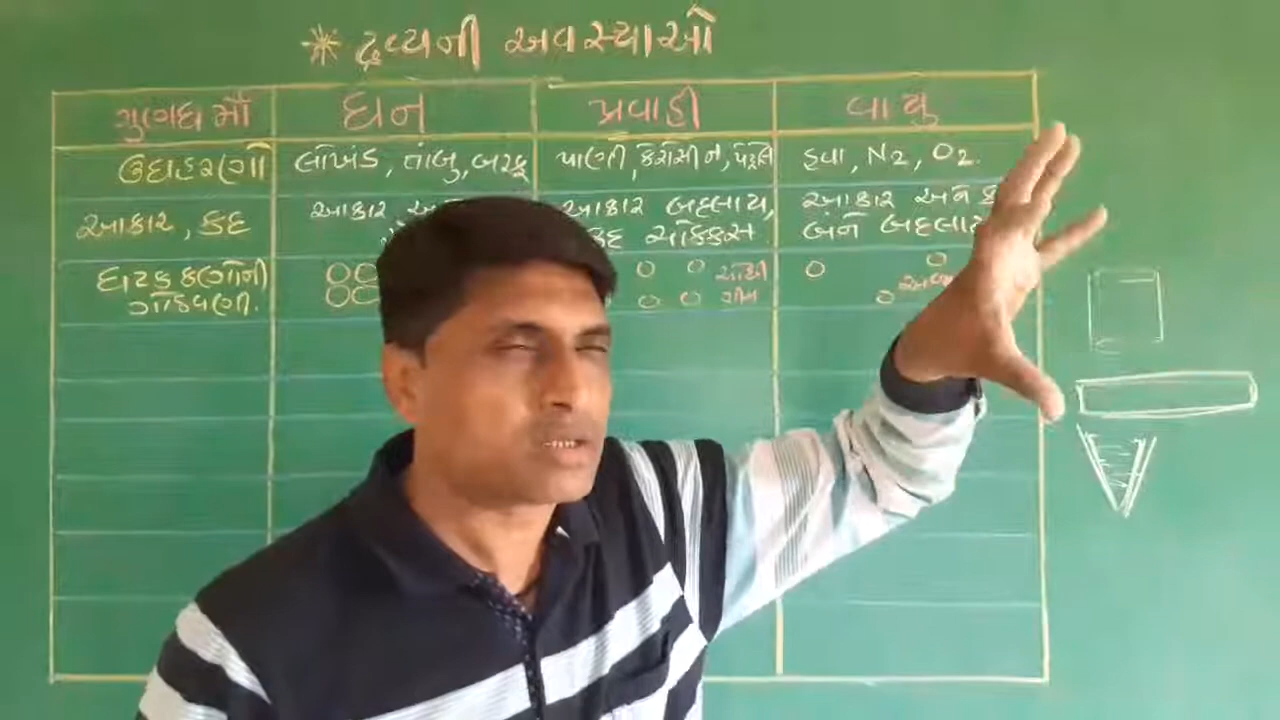 * દ્રવ્યની અવસ્થાઓ
ગુણધર્મો ઘન પ્રવાહી વાયુ
ઉદાહરણો લોખંડ, તાંબુ, બરફ પાણી, કેરોસીન, પેટ્રોલ હવા, N2, O2.
આકાર, કદ
આકાર
આકાર બદલાય,
કદ ચોક્કસ
આકાર અને
બંને બદલાય
ઘટક કણોની
ગોઠવણી.